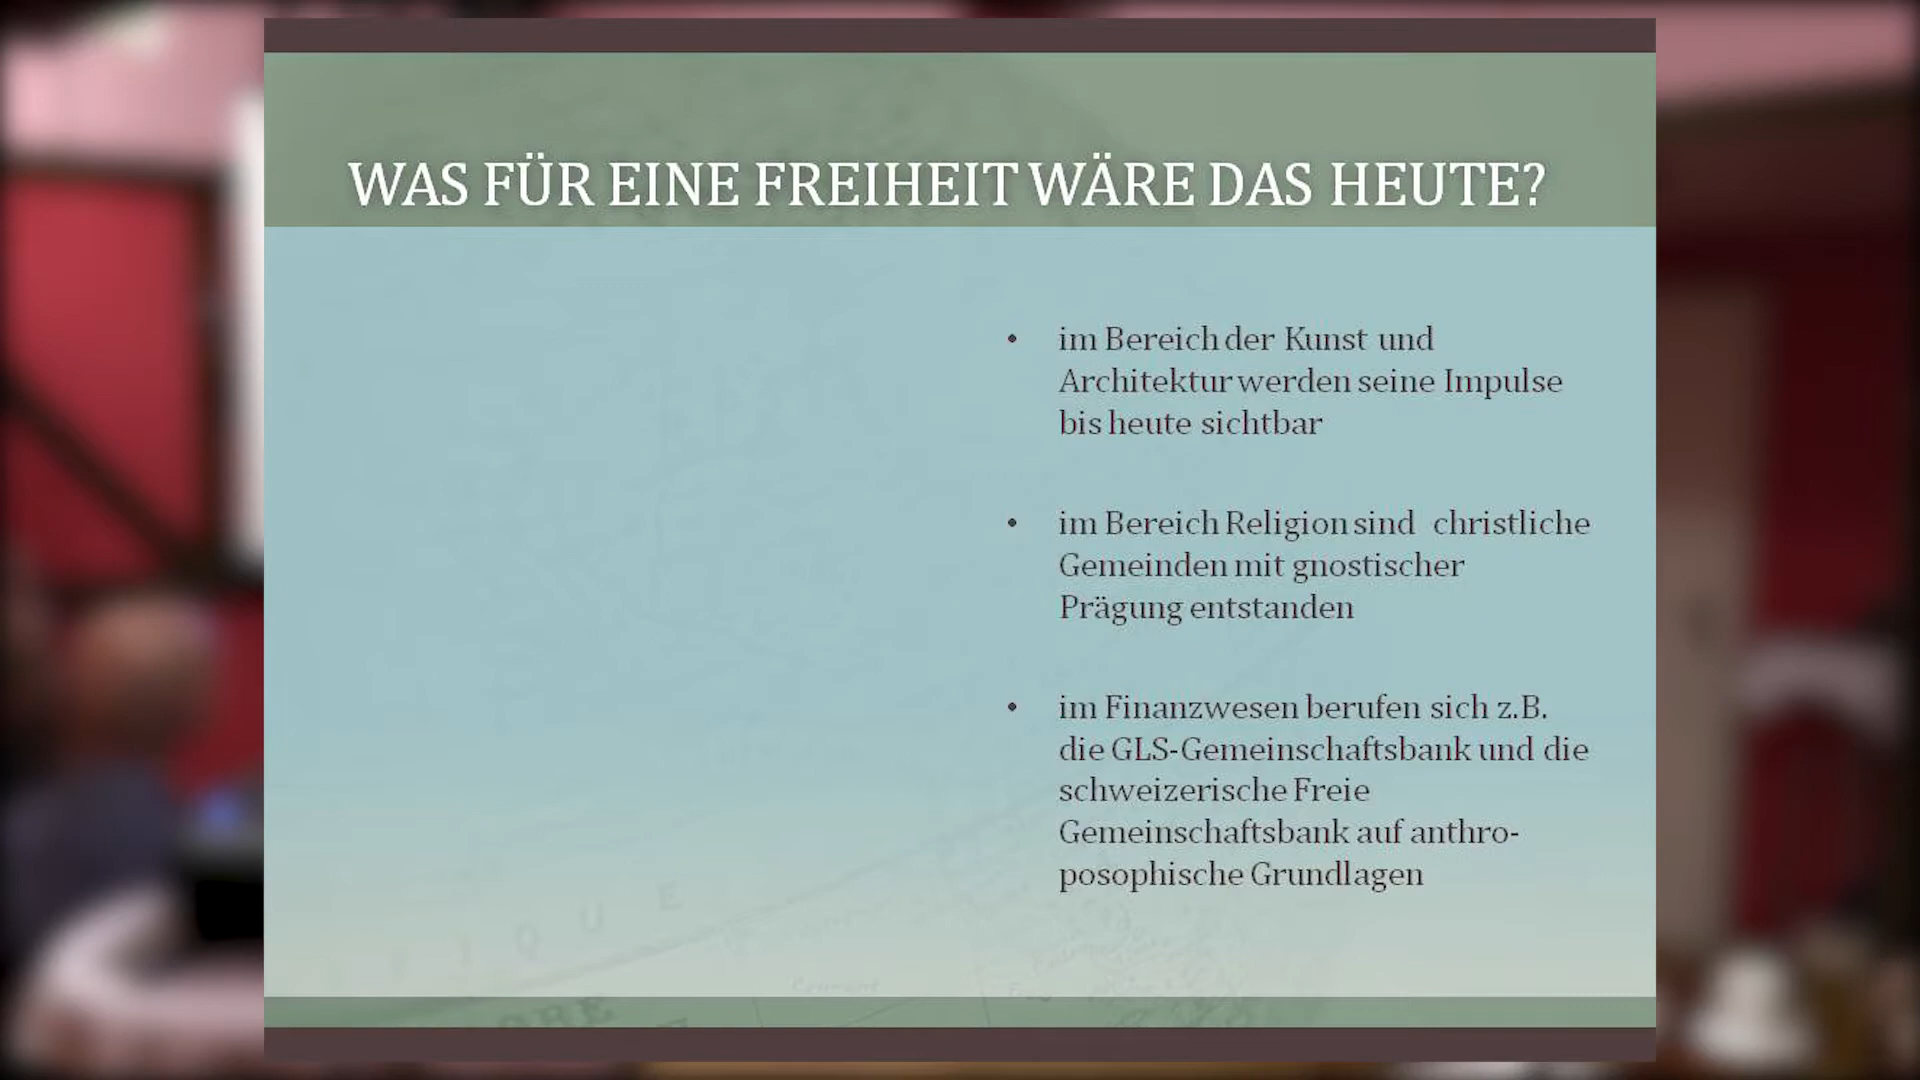 WAS FÜR EINE FREIHEIT WÄRE DAS HEUTE?
• im Bereich der Kunst und
Architektur werden seine Impulse
bis heute sichtbar
• im Bereich Religion sind christliche
Gemeinden mit gnostischer
Prägung entstanden
• im Finanzwesen berufen sich z.B.
die GLS-Gemeinschaftsbank und die
schweizerische Freie
Gemeinschaftsbank auf anthro-
posophische Grundlagen